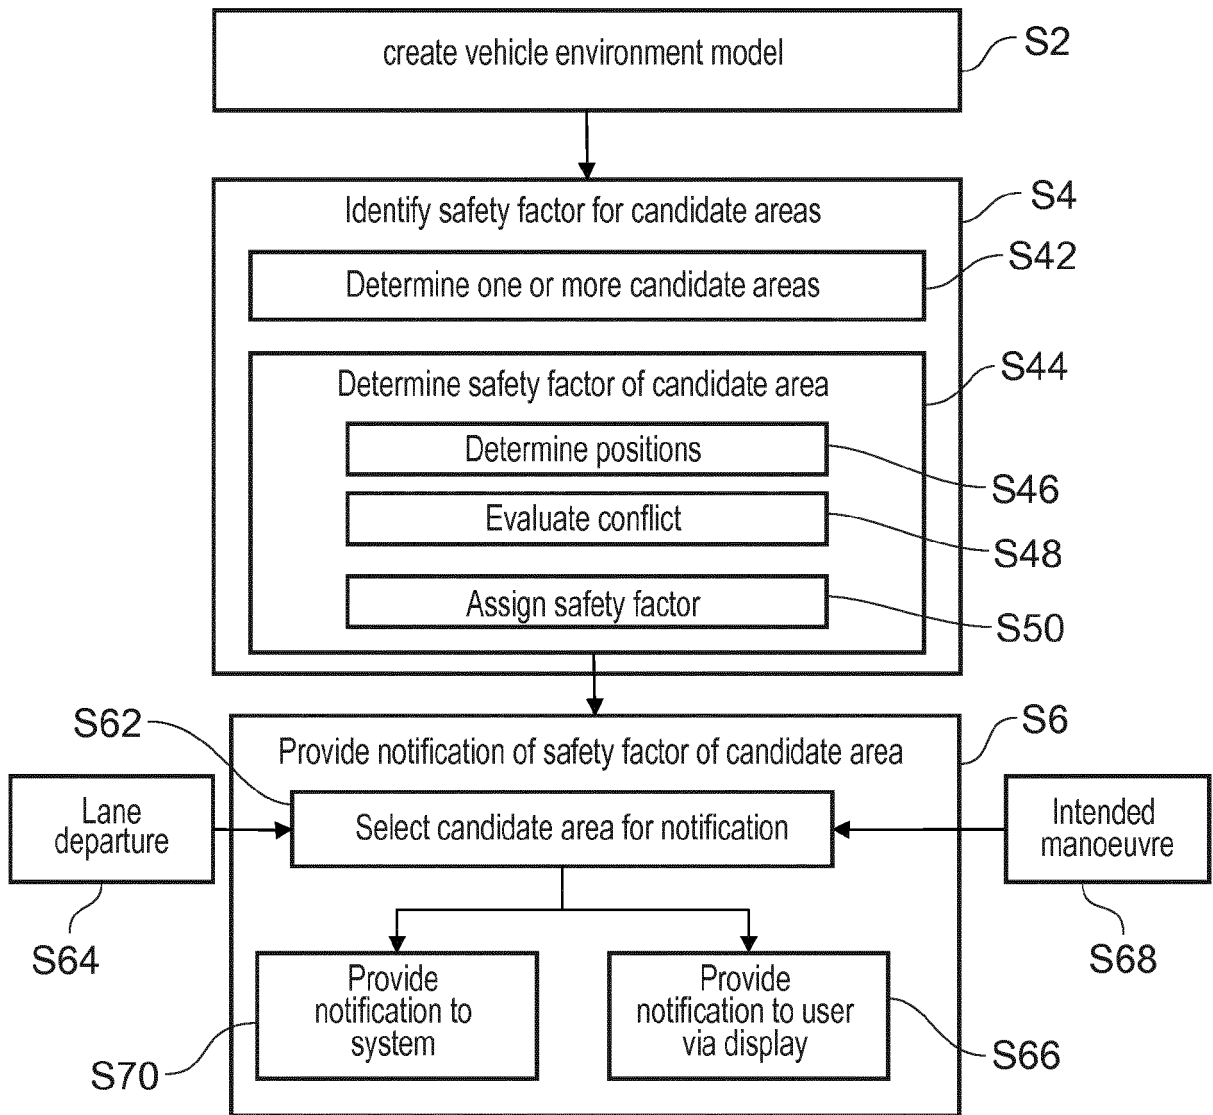 create vehicle environment model
S2
Identify safety factor for candidate areas
S4
Determine one or more candidate areas
S42
Determine safety factor of candidate area
S44
Determine positions
S46
Evaluate conflict
S48
Assign safety factor
S50
S62
S6
Provide notification of safety factor of candidate area
Lane
departure
S64
Select candidate area for notification
Intended
manoeuvre
S68
Provide
notification to
system
S70
Provide
notification to user
via display
S66